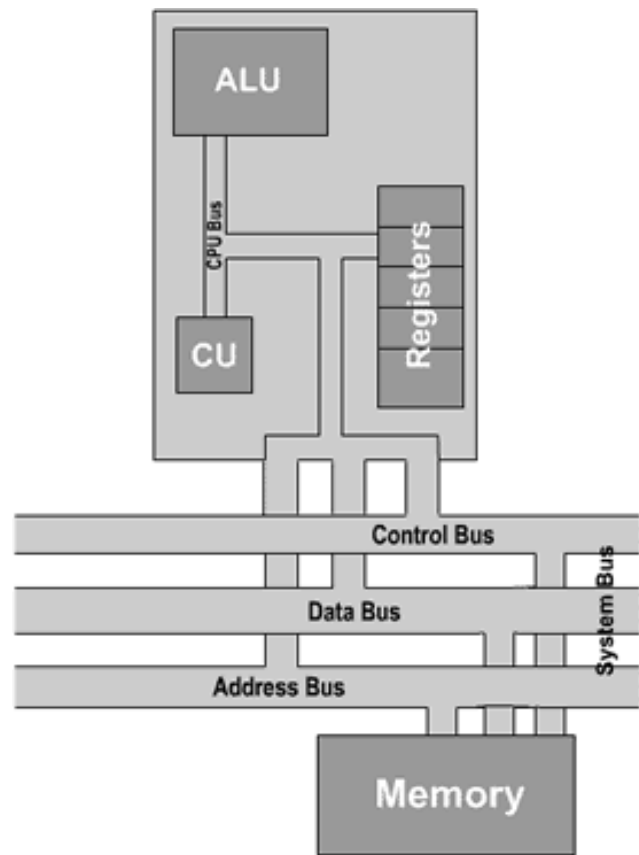 ALU
CPU Bus
Registers
CU
Control Bus
Data Bus
System Bus
Address Bus
Memory